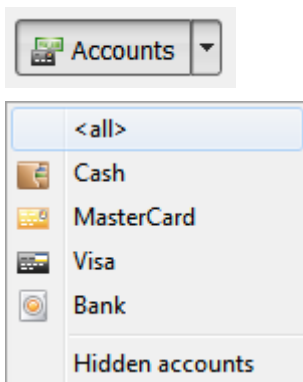 Accounts
<all>
Cash
MasterCard
Visa
Bank
Hidden accounts